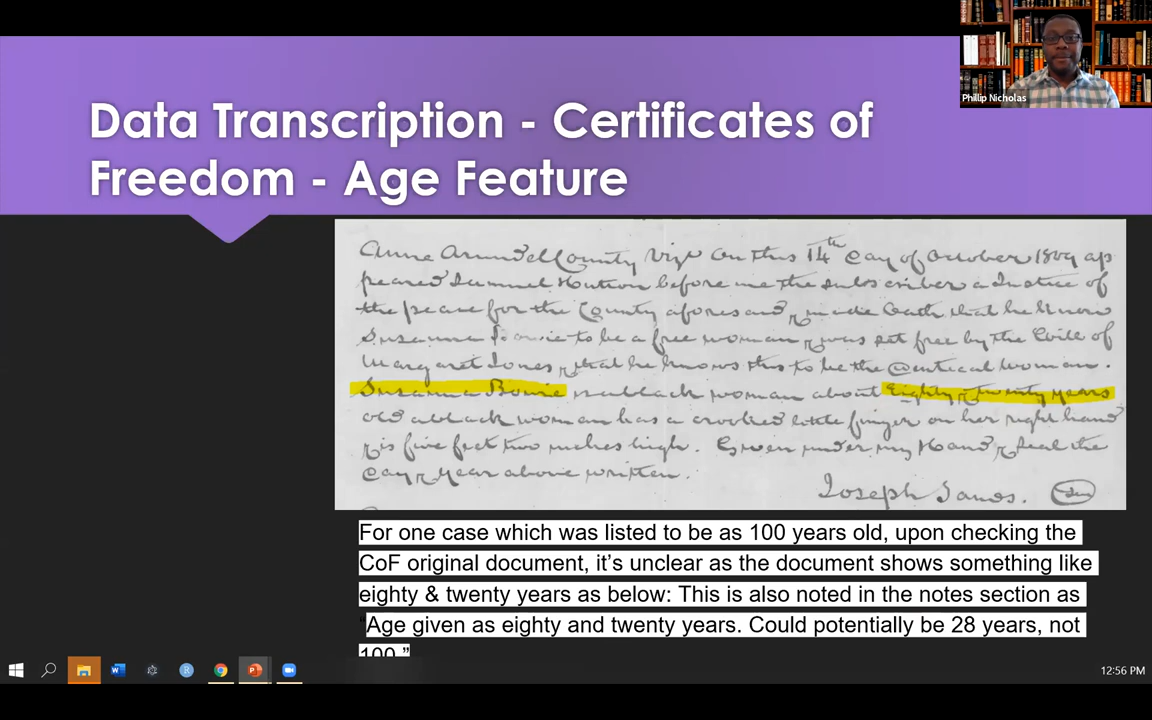 Phillip Nicholas
Data Transcription - Certificates of
Freedom - Age Feature
Anne Arundel County Viz On this 14th day of October 1809 ap
peared Summel Hutton before me the subscriber a Justice of
the peace for the County aforesaid & made Oath that he know
Susanna Bowie to be a free woman & was set free by the Will of
Margaret Jones & that he knows this to be the identical woman.
Susanna Bowie is a black woman about Eighty & twenty years
old a black woman has a crooked little finger on her right hand
& is five feet two inches high. Given under my Hand & seal the
day & year above written.
Joseph Sands. Seal
For one case which was listed to be as 100 years old, upon checking the
CoF original document, it's unclear as the document shows something like
eighty & twenty years as below: This is also noted in the notes section as
"Age given as eighty and twenty years. Could potentially be 28 years, not
100."
12:56 PM